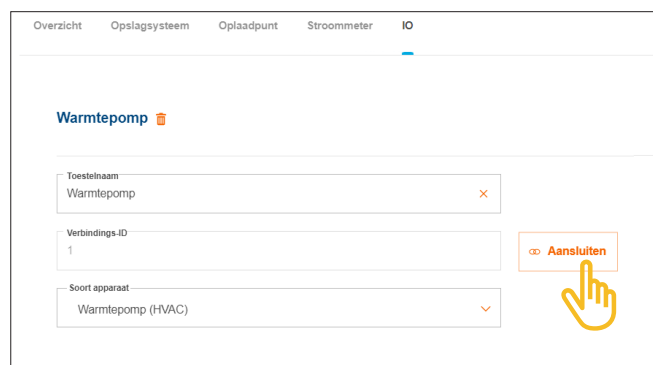 Overzicht Opslagsysteem Oplaadpunt Stroommeter IO
Warmtepomp
Toestelnaam
Warmtepomp
Verbindings-ID
1
Aansluiten
Soort apparaat
Warmtepomp (HVAC)